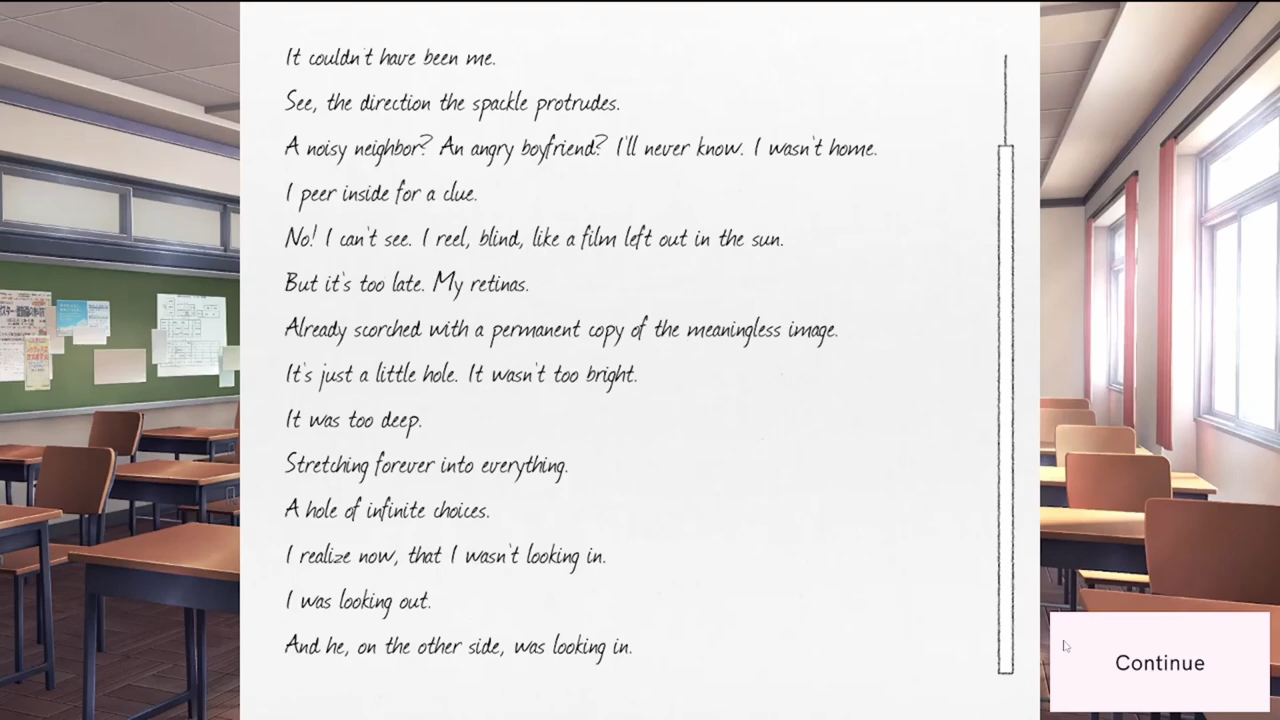 It couldn't have been me.
See, the direction the spackle protrudes.
A noisy neighbor? An angry boyfriend? I'll never know. I wasn't home.
I peer inside for a clue.
No! I can't see. I reel, blind, like a film left out in the sun.
But it's too late. My retinas.
Already scorched with a permanent copy of the meaningless image.
It's just a little hole. It wasn't too bright.
It was too deep.
Stretching forever into everything.
A hole of infinite choices.
I realize now, that I wasn't looking in.
I was looking out.
And he, on the other side, was looking in.
Continue